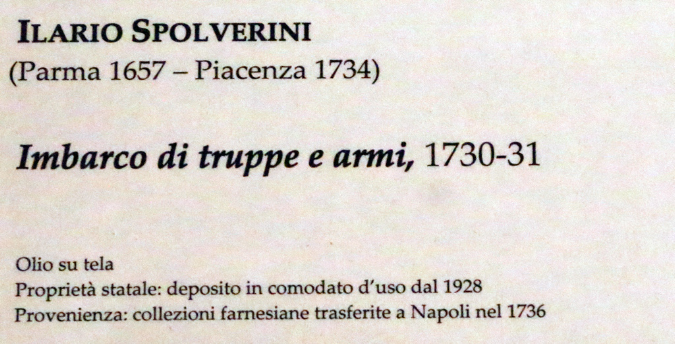 ILARIO SPOLVERINI
(Parma 1657 – Piacenza 1734)
Imbarco di truppe e armi, 1730-31
Olio su tela
Proprietà statale: deposito in comodato d'uso dal 1928
Provenienza: collezioni farnesiane trasferite a Napoli nel 1736